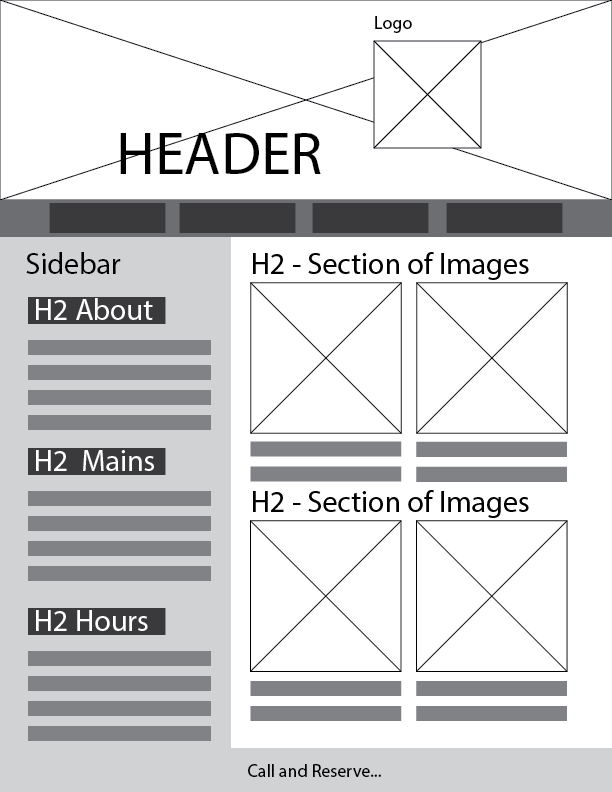 Logo
HEADER
Sidebar
H2 About
H2  Mains
H2 Hours
H2 - Section of Images
H2 - Section of Images
Call and Reserve...